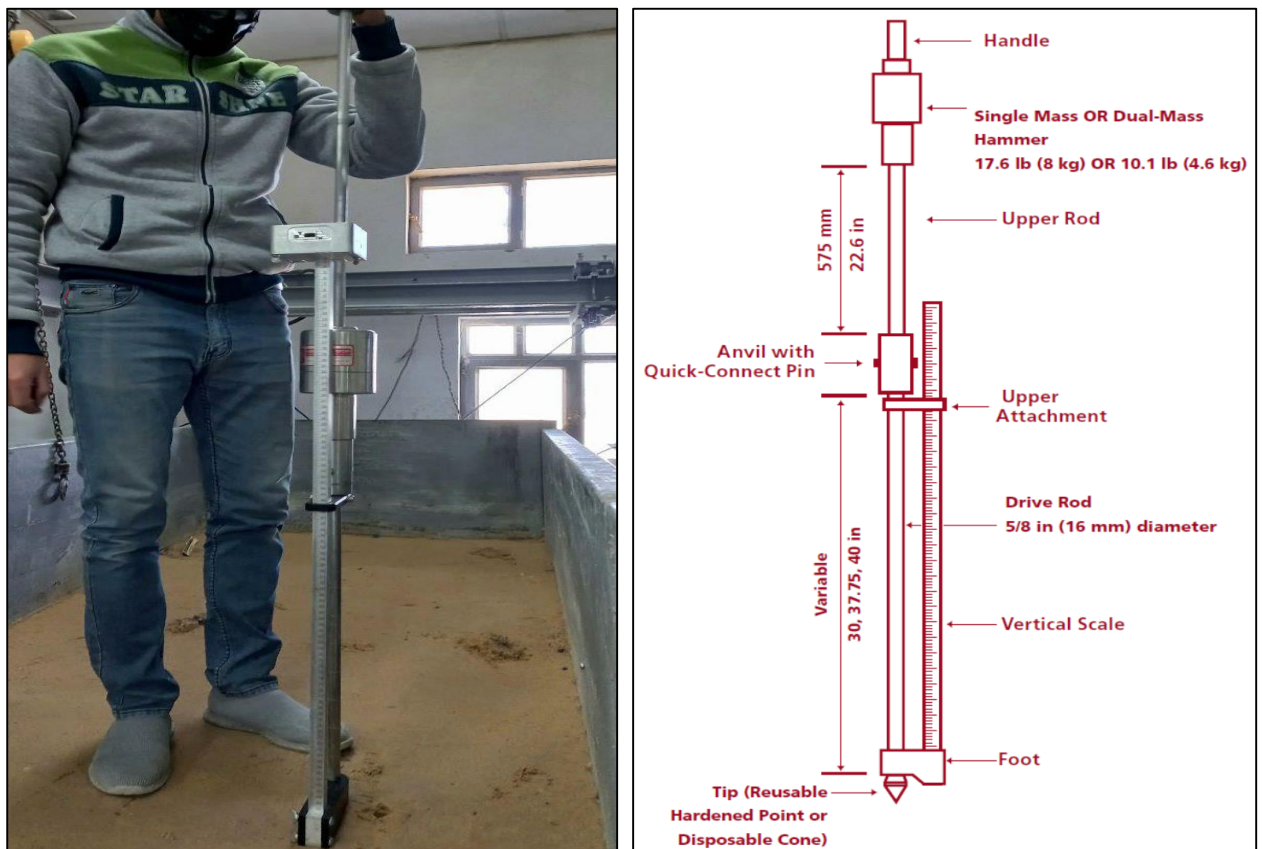 STAR SHINE
Handle
Single Mass OR Dual-Mass
Hammer
17.6 lb (8 kg) OR 10.1 lb (4.6 kg)
575 mm
22.6 in
Upper Rod
Anvil with
Quick-Connect Pin
Upper
Attachment
Variable
30, 37.75, 40 in
Drive Rod
5/8 in (16 mm) diameter
Vertical Scale
Foot
Tip (Reusable
Hardened Point or
Disposable Cone)